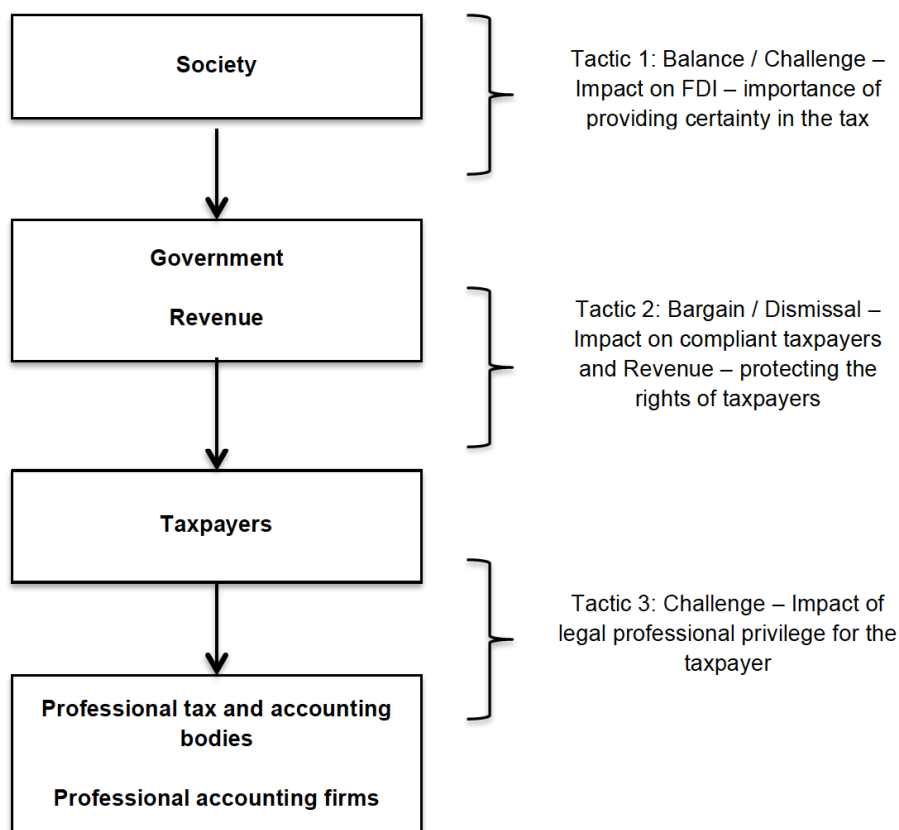 Society
Tactic 1: Balance / Challenge –
Impact on FDI – importance of
providing certainty in the tax
Government
Revenue
Tactic 2: Bargain / Dismissal –
Impact on compliant taxpayers
and Revenue – protecting the
rights of taxpayers
Taxpayers
Tactic 3: Challenge – Impact of
legal professional privilege for the
taxpayer
Professional tax and accounting
bodies
Professional accounting firms